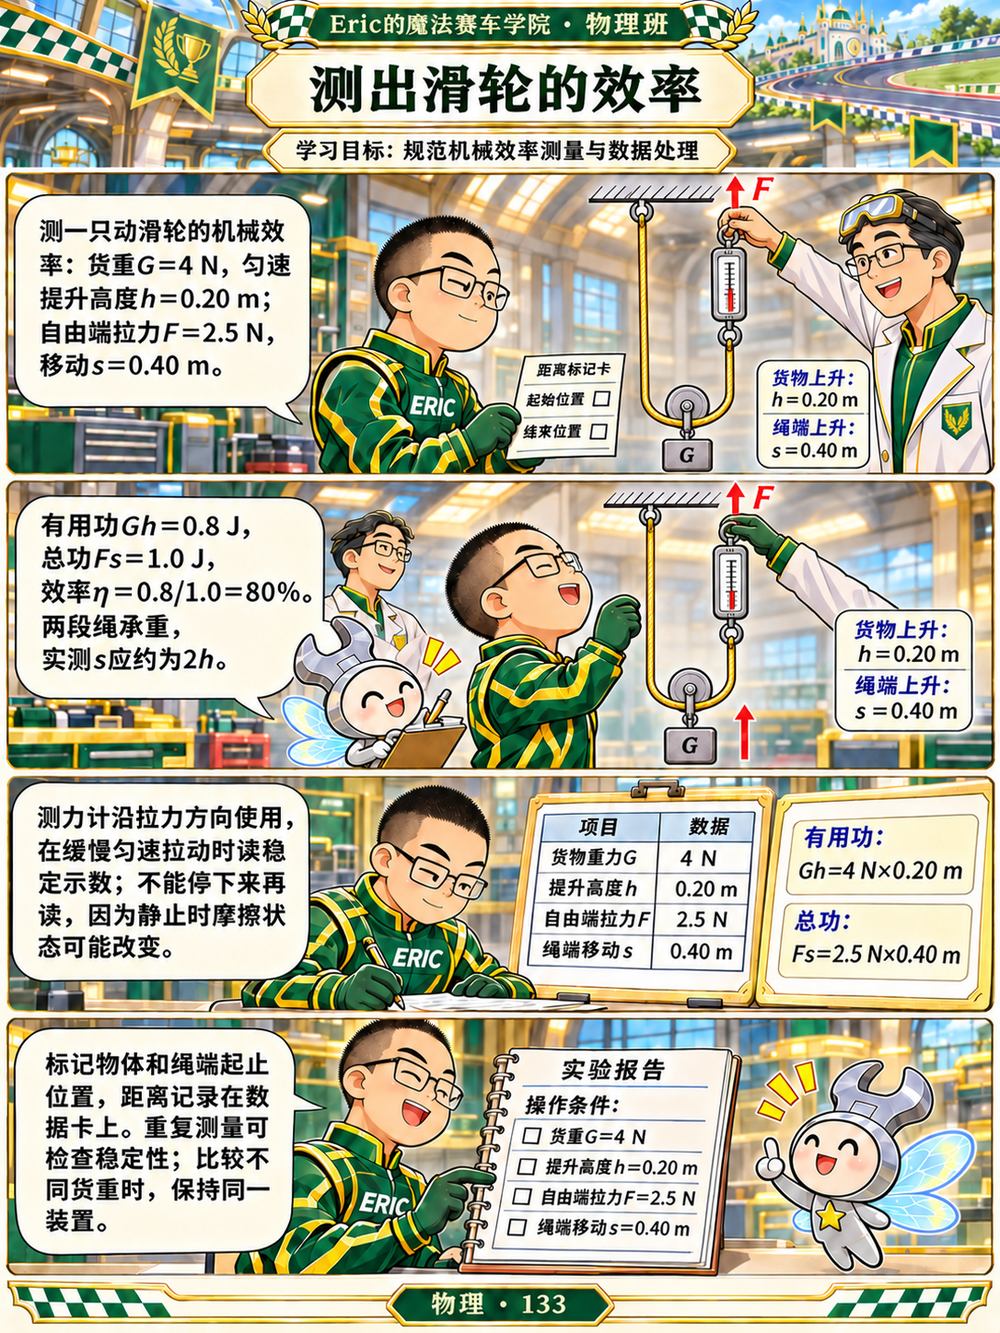 Eric的魔法赛车学院 · 物理班
测出滑轮的效率
学习目标：规范机械效率测量与数据处理
测一只动滑轮的机械效
率：货重G=4 N，匀速
提升高度h=0.20 m；
自由端拉力F=2.5 N，
移动s=0.40 m。
ERIC
距离标记卡
起始位置
结束位置
F
G
货物上升：
h=0.20 m
绳端上升：
s=0.40 m
有用功Gh=0.8 J，
总功Fs=1.0 J，
效率η=0.8/1.0=80%。
两段绳承重，
实测s应约为2h。
F
G
货物上升：
h=0.20 m
绳端上升：
s=0.40 m
测力计沿拉力方向使用，
在缓慢匀速拉动时读稳
定示数；不能停下来再
读，因为静止时摩擦状
态可能改变。
ERIC
项目 数据
货物重力G 4 N
提升高度h 0.20 m
自由端拉力F 2.5 N
绳端移动s 0.40 m
有用功：
Gh=4 N×0.20 m
总功：
Fs=2.5 N×0.40 m
标记物体和绳端起止
位置，距离记录在数
据卡上。重复测量可
检查稳定性；比较不
同货重时，保持同一
装置。
ERIC
实验报告
操作条件：
货重G=4 N
提升高度h=0.20 m
自由端拉力F=2.5 N
绳端移动s=0.40 m
物理 · 133